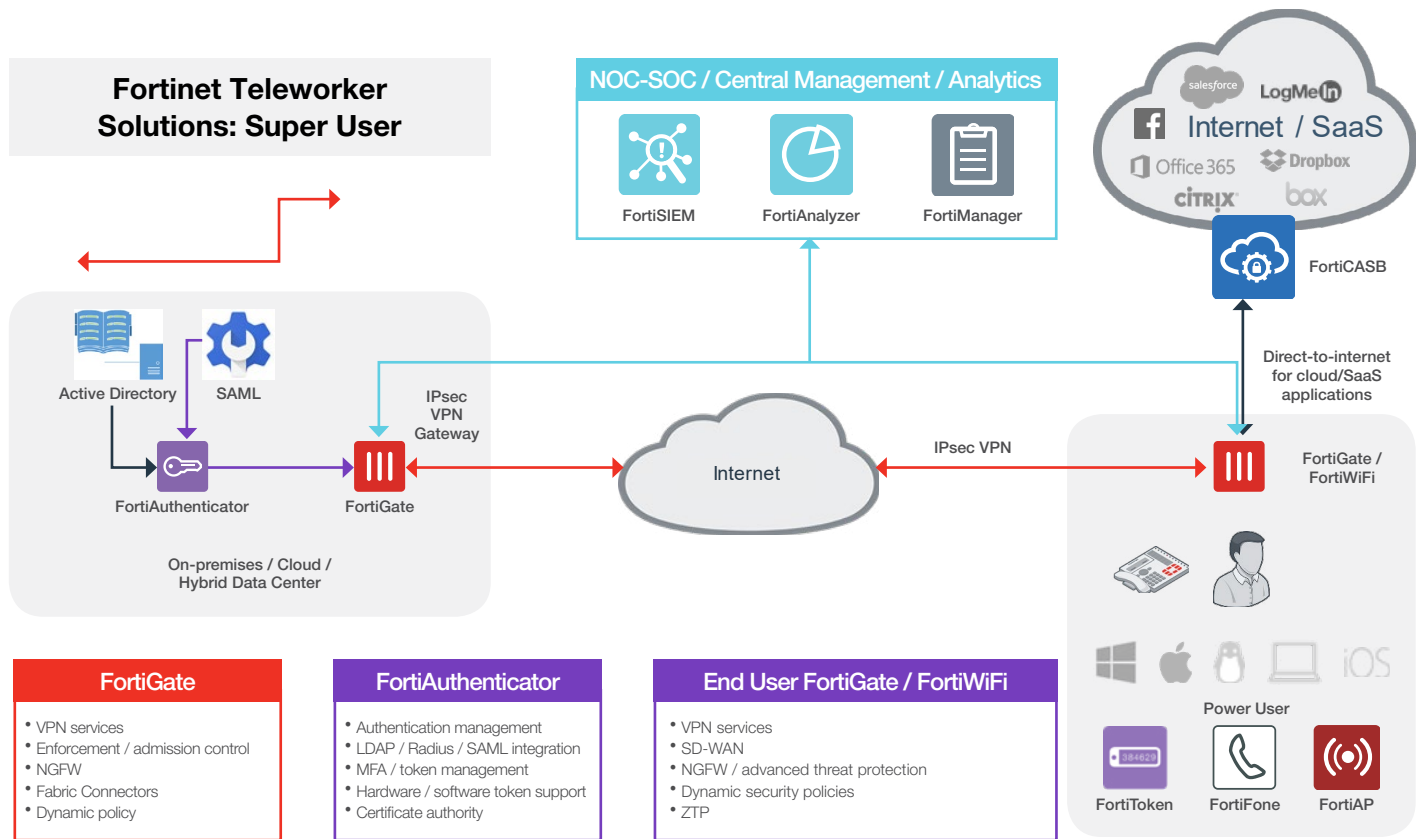 Fortinet Teleworker
Solutions: Super User
NOC-SOC / Central Management / Analytics
FortiSIEM
FortiAnalyzer
FortiManager
salesforce
LogMeIn
Internet / SaaS
Office 365
Dropbox
CITRIX
box
FortiCASB
Direct-to-internet
for cloud/SaaS
applications
Active Directory
SAML
IPsec
VPN
Gateway
FortiAuthenticator
FortiGate
On-premises / Cloud /
Hybrid Data Center
Internet
IPsec VPN
FortiGate /
FortiWiFi
iOS
Power User
384629
FortiToken
FortiFone
FortiAP
FortiGate
• VPN services
• Enforcement / admission control
• NGFW
• Fabric Connectors
• Dynamic policy
FortiAuthenticator
• Authentication management
• LDAP / Radius / SAML integration
• MFA / token management
• Hardware / software token support
• Certificate authority
End User FortiGate / FortiWiFi
• VPN services
• SD-WAN
• NGFW / advanced threat protection
• Dynamic security policies
• ZTP